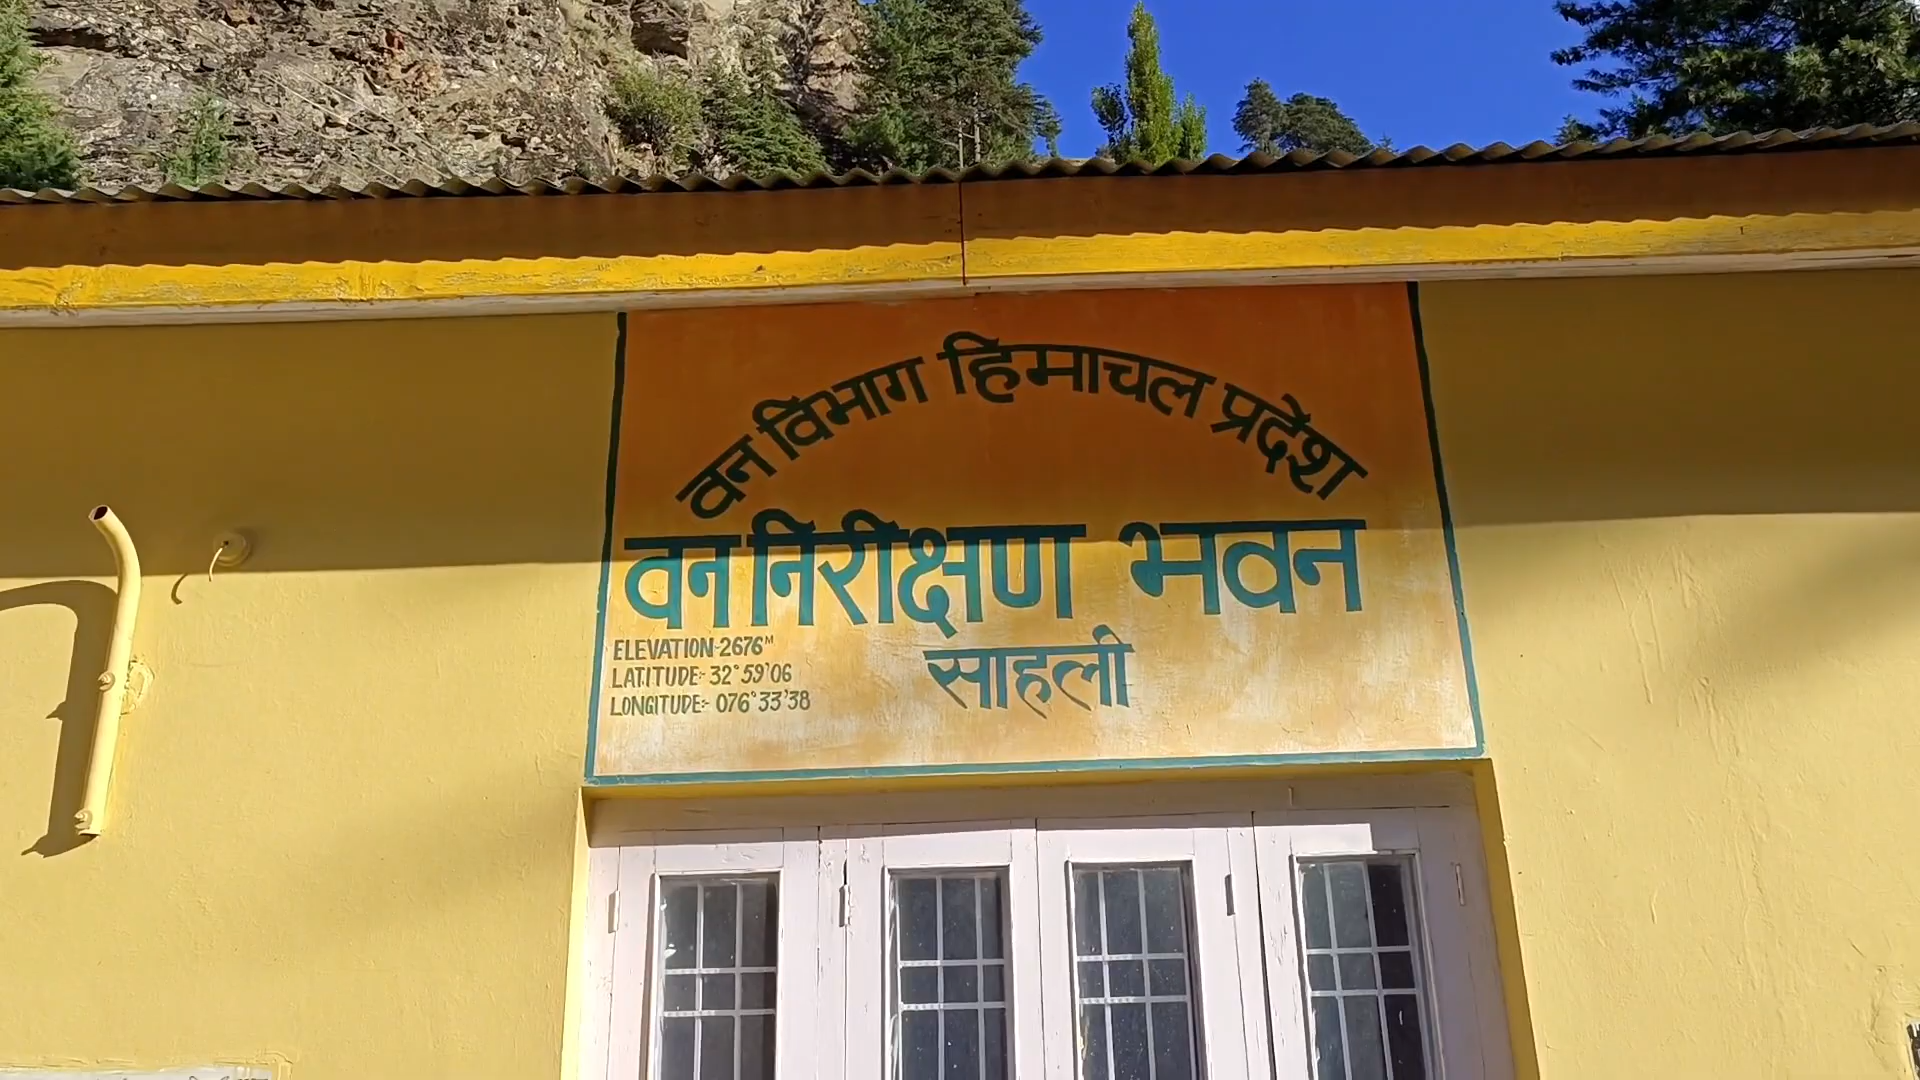 वन विभाग हिमाचल प्रदेश
वन निरीक्षण भवन
साहली
ELEVATION-2676M
LATITUDE:- 32°59'06
LONGITUDE:- 076°33'38